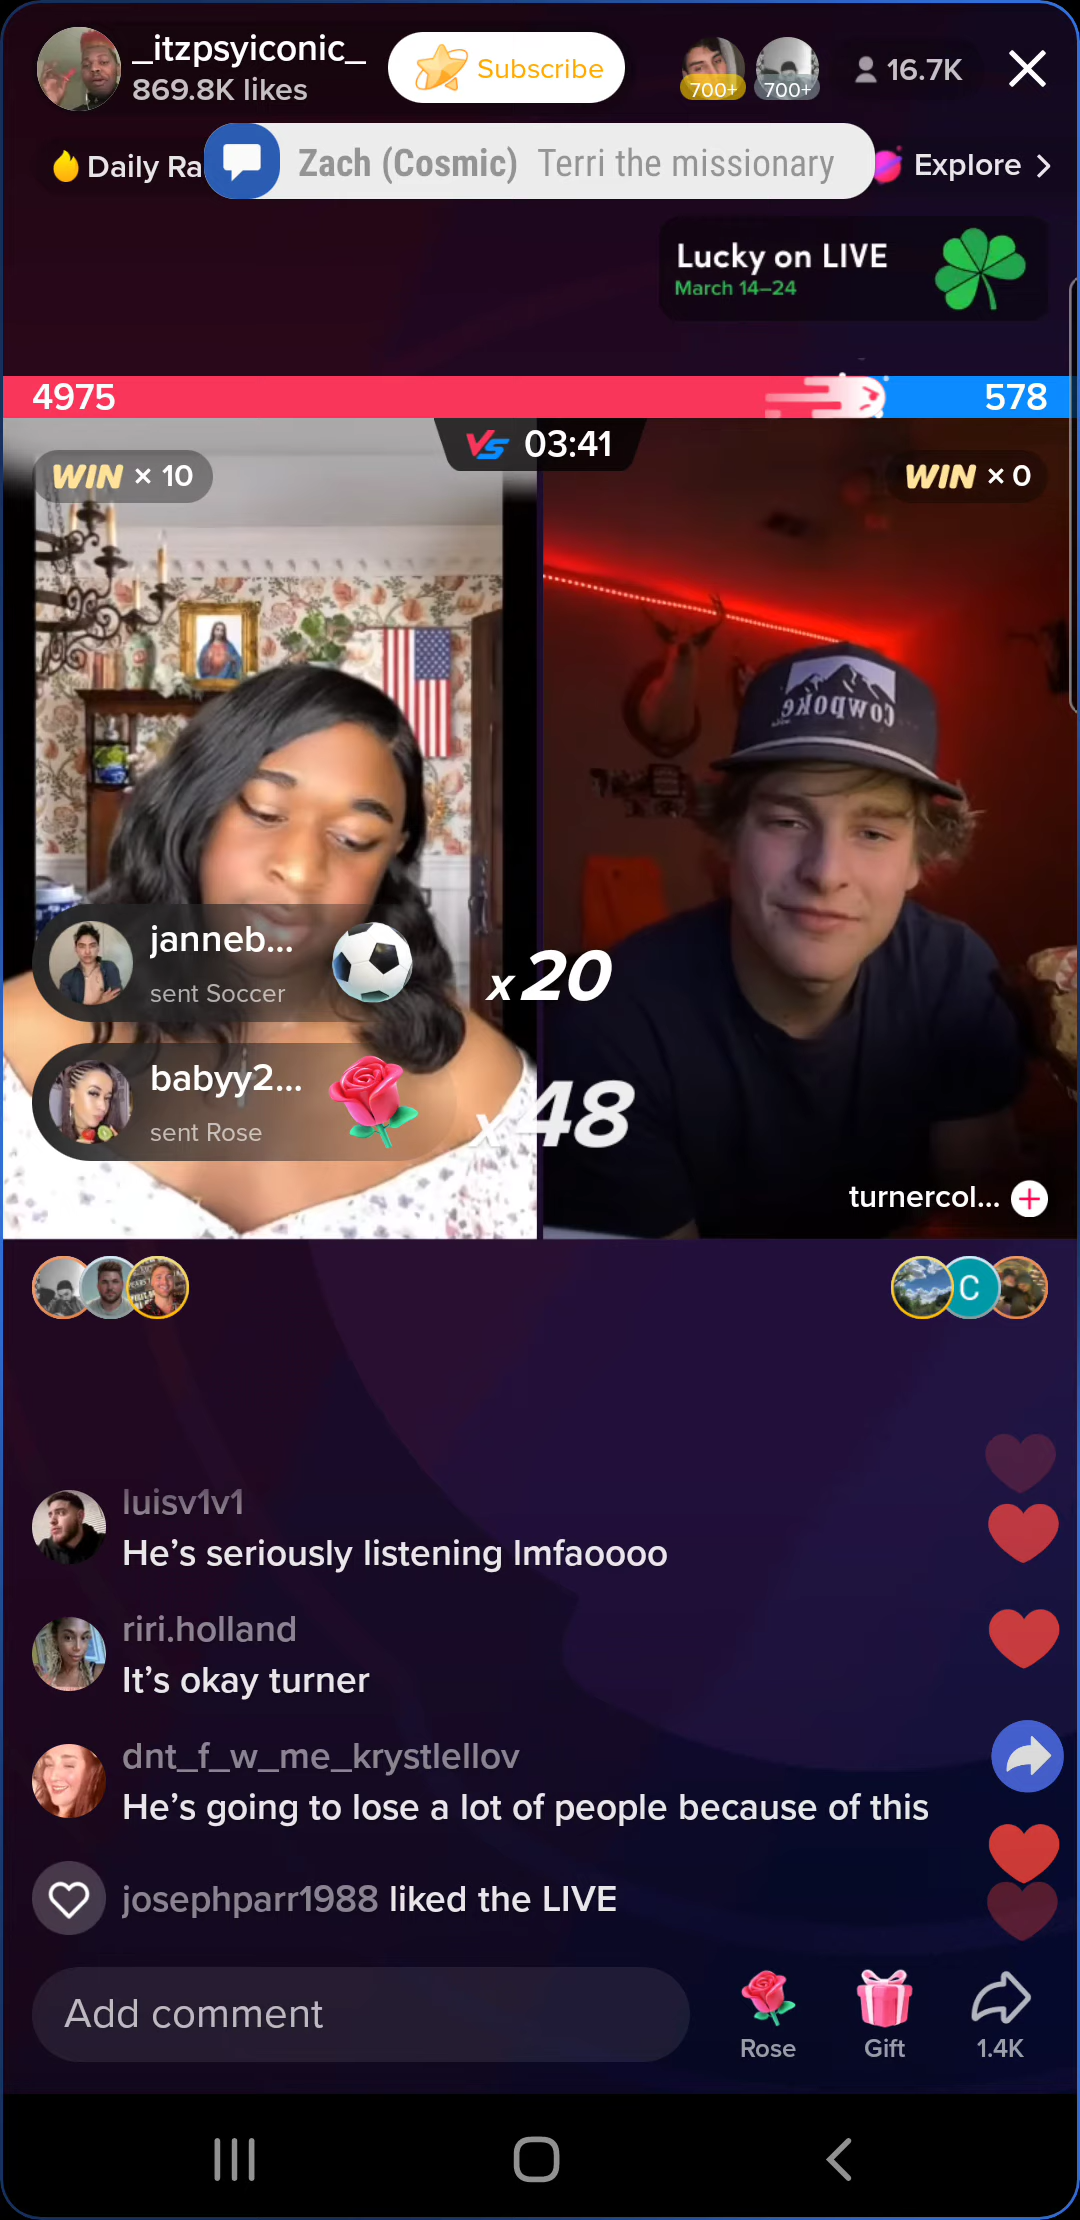 _itzpsyiconic_
869.8K likes
Subscribe
700+
700+
16.7K
Daily Ra
Zach (Cosmic) Terri the missionary
Explore
Lucky on LIVE
March 14–24
4975
578
VS 03:41
WIN × 10
WIN × 0
Cowpoke
janneb...
sent Soccer
x20
babyy2...
sent Rose
x48
turnercol...
C
luisv1v1
He's seriously listening lmfaoooo
riri.holland
It's okay turner
dnt_f_w_me_krystlellov
He's going to lose a lot of people because of this
josephparr1988 liked the LIVE
Add comment
Rose
Gift
1.4K